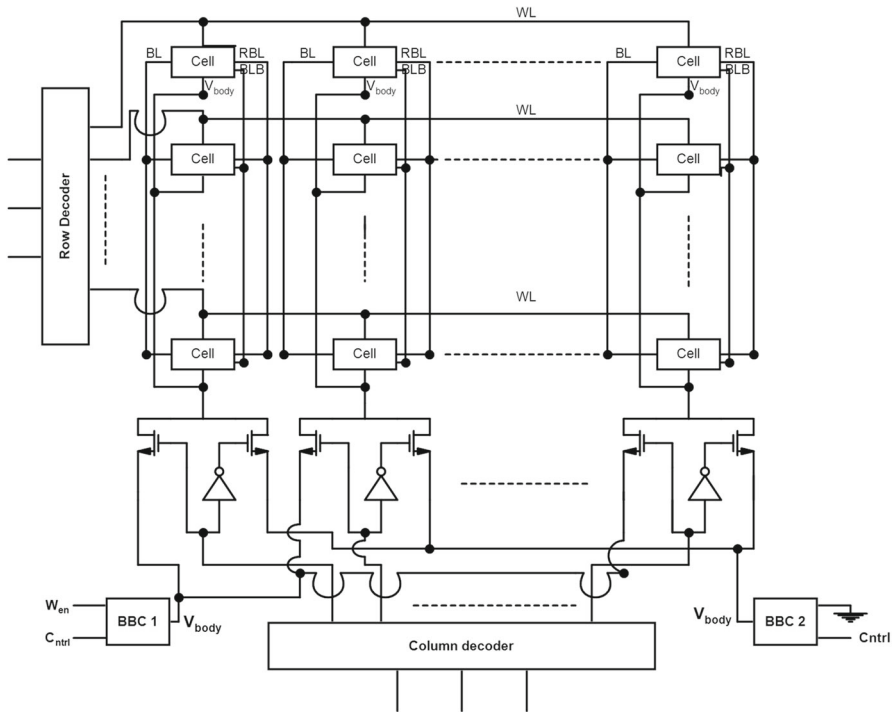 WL
BL Cell RBL BLB BL Cell RBL BLB BL Cell RBL BLB
Vbody Vbody Vbody
WL
Cell Cell Cell
Row Decoder
WL
Cell Cell Cell
Wen
BBC 1
Cntrl
Vbody
Vbody
BBC 2
Cntrl
Column decoder